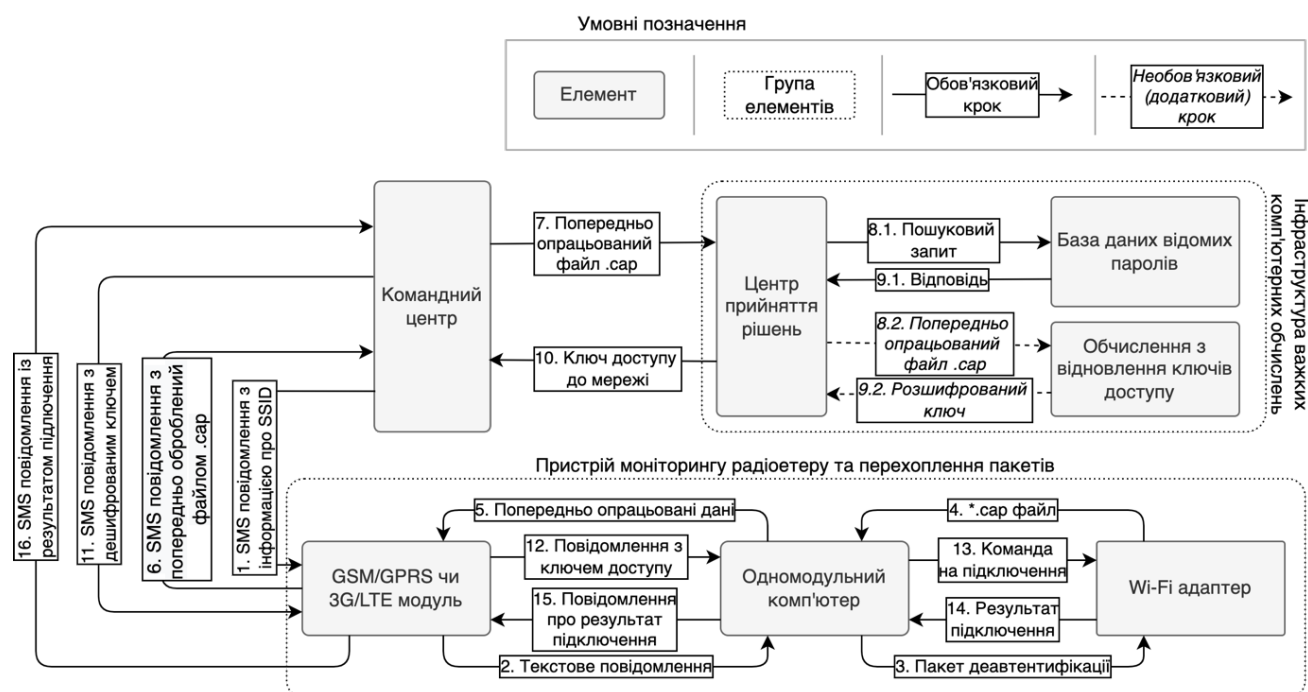 Умовні позначення
Елемент
Група
елементів
Обов'язковий
крок
Необов'язковий
(додатковий)
крок
Командний
центр
7. Попередньо
опрацьований
файл .cap
10. Ключ доступу
до мережі
Центр
прийняття
рішень
8.1. Пошуковий
запит
9.1. Відповідь
8.2. Попередньо
опрацьований
файл .cap
9.2. Розшифрований
ключ
База даних відомих
паролів
Обчислення з
відновлення ключів
доступу
Інфраструктура важких
комп'ютерних обчислень
16. SMS повідомлення із
результатом підключення
11. SMS повідомлення з
дешифрованим ключем
6. SMS повідомлення з
попередньо оброблений
файлом .cap
1. SMS повідомлення з
інформацією про SSID
Пристрій моніторингу радіоетеру та перехоплення пакетів
5. Попередньо опрацьовані дані
4. *.cap файл
GSM/GPRS чи
3G/LTE модуль
12. Повідомлення з
ключем доступу
15. Повідомлення
про результат
підключення
2. Текстове повідомлення
Одномодульний
комп'ютер
13. Команда
на підключення
14. Результат
підключення
3. Пакет деавтентифікації
Wi-Fi адаптер